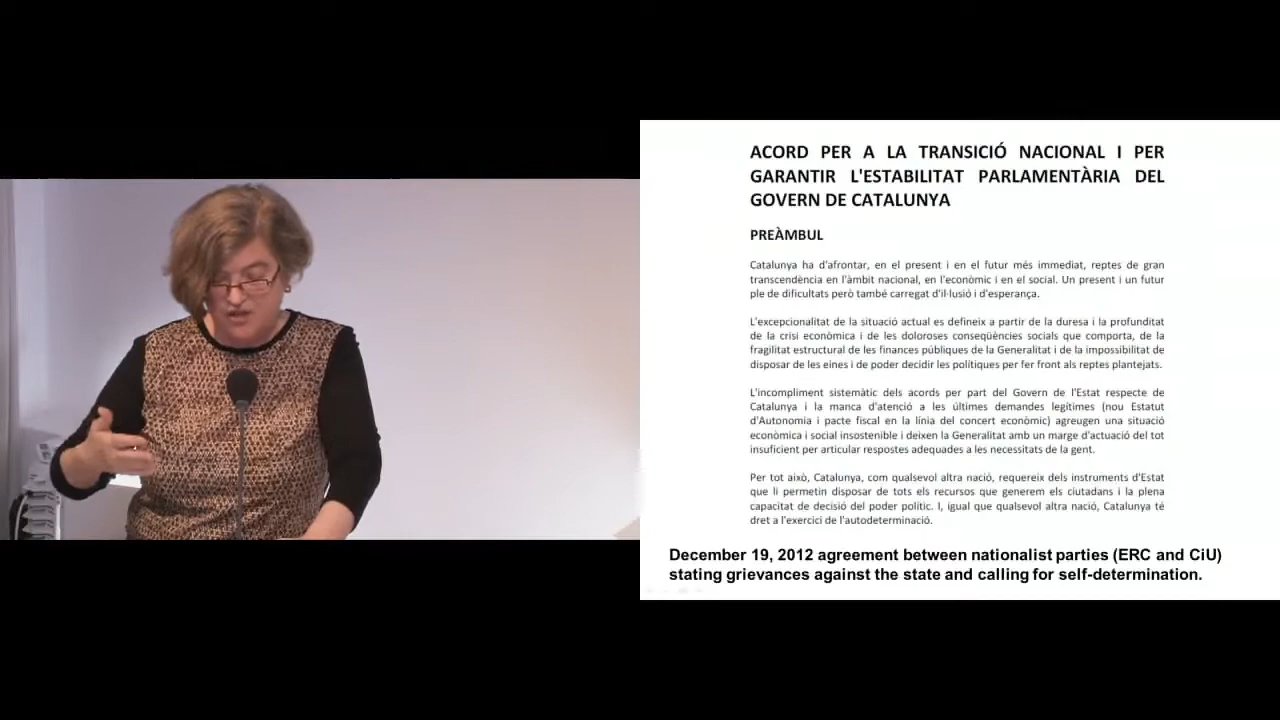 ACORD PER A LA TRANSICIÓ NACIONAL I PER
GARANTIR L'ESTABILITAT PARLAMENTÀRIA DEL
GOVERN DE CATALUNYA
PREÀMBUL
Catalunya ha d'afrontar, en el present i en el futur més immediat, reptes de gran
transcendència en l'àmbit nacional, en l'econòmic i en el social. Un present i un futur
ple de dificultats però també carregat d'il·lusió i d'esperança.
L'excepcionalitat de la situació actual es defineix a partir de la duresa i la profunditat
de la crisi econòmica i de les doloroses conseqüències socials que comporta, de la
fragilitat estructural de les finances públiques de la Generalitat i de la impossibilitat de
disposar de les eines i de poder decidir les polítiques per fer front als reptes plantejats.
L'incompliment sistemàtic dels acords per part del Govern de l'Estat respecte de
Catalunya i la manca d'atenció a les últimes demandes legítimes (nou Estatut
d'Autonomia i pacte fiscal en la línia del concert econòmic) agreugen una situació
econòmica i social insostenible i deixen la Generalitat amb un marge d'actuació del tot
insuficient per articular respostes adequades a les necessitats de la gent.
Per tot això, Catalunya, com qualsevol altra nació, requereix dels instruments d'Estat
que li permetin disposar de tots els recursos que generem els ciutadans i la plena
capacitat de decisió del poder polític. I, igual que qualsevol altra nació, Catalunya té
dret a l'exercici de l'autodeterminació.
December 19, 2012 agreement between nationalist parties (ERC and CiU)
stating grievances against the state and calling for self-determination.